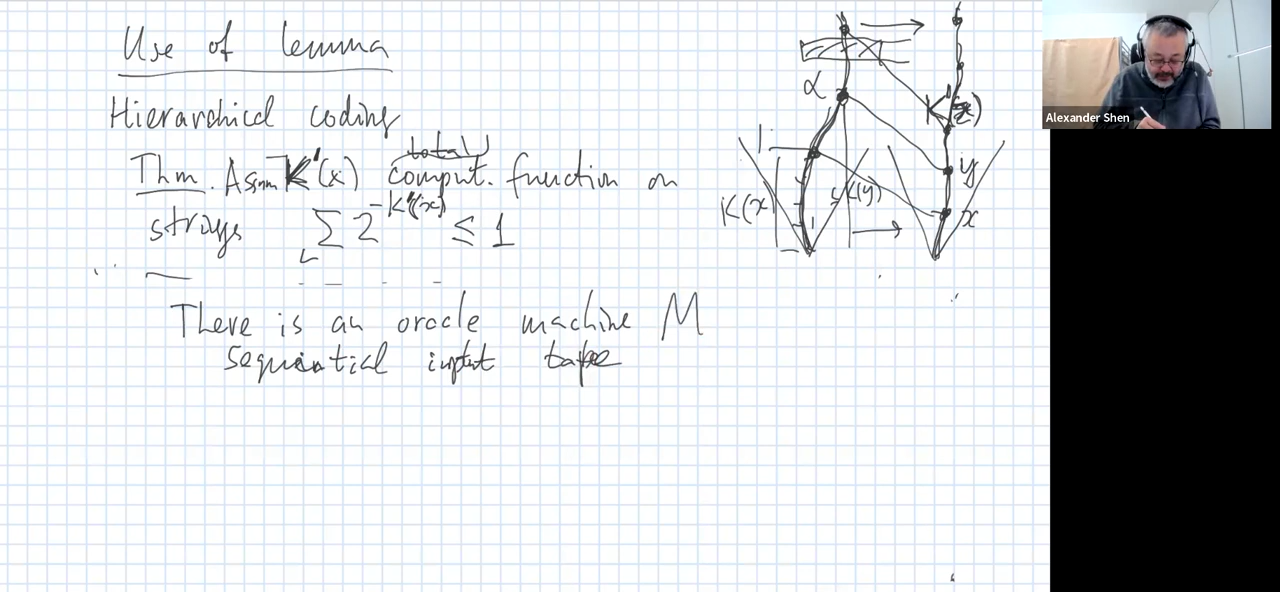 Use of lemma
Hierarchical coding
Thm. Assum K'(x) total comput. function on
strings ∑ 2^{-K'(x)} ≤ 1
There is an oracle machine M
sequential input tape
α
K(x)
≤K(y)
y
x
Alexander Shen